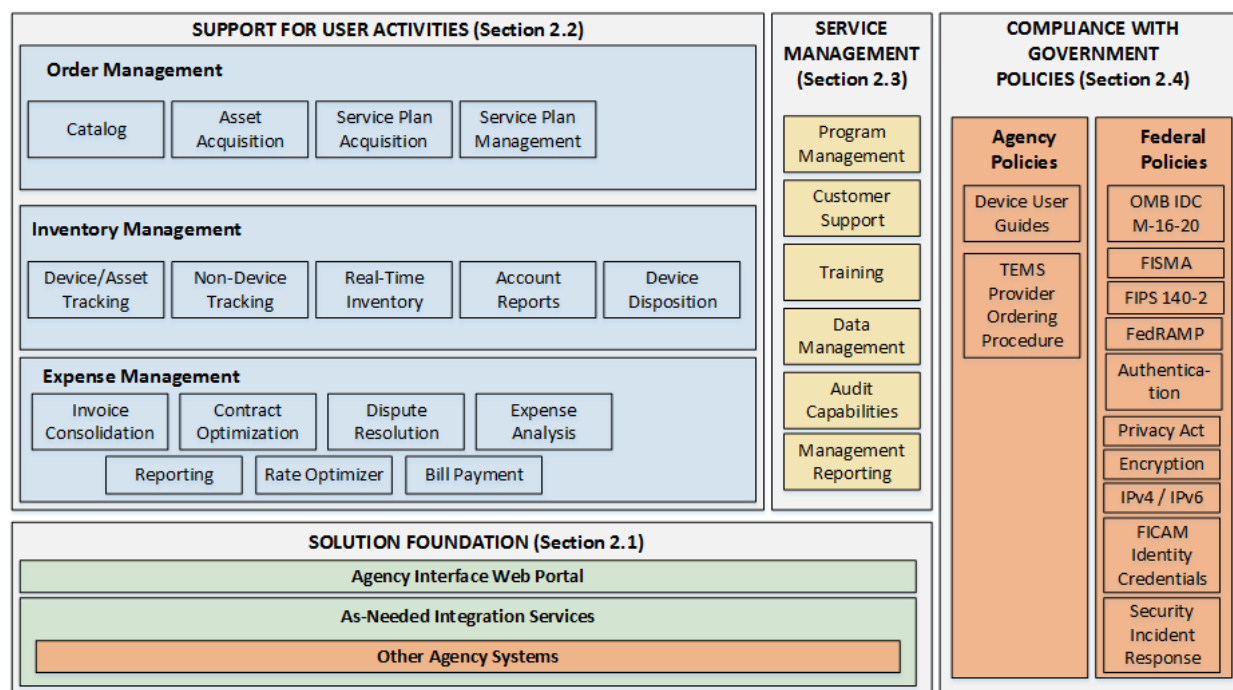 SUPPORT FOR USER ACTIVITIES (Section 2.2)
Order Management
Catalog
Asset
Acquisition
Service Plan
Acquisition
Service Plan
Management
Inventory Management
Device/Asset
Tracking
Non-Device
Tracking
Real-Time
Inventory
Account
Reports
Device
Disposition
Expense Management
Invoice
Consolidation
Contract
Optimization
Dispute
Resolution
Expense
Analysis
Reporting
Rate Optimizer
Bill Payment
SERVICE
MANAGEMENT
(Section 2.3)
Program
Management
Customer
Support
Training
Data
Management
Audit
Capabilities
Management
Reporting
COMPLIANCE WITH
GOVERNMENT
POLICIES (Section 2.4)
Agency
Policies
Device User
Guides
TEMS
Provider
Ordering
Procedure
Federal
Policies
OMB IDC
M-16-20
FISMA
FIPS 140-2
FedRAMP
Authentica-
tion
Privacy Act
Encryption
IPv4 / IPv6
FICAM
Identity
Credentials
Security
Incident
Response
SOLUTION FOUNDATION (Section 2.1)
Agency Interface Web Portal
As-Needed Integration Services
Other Agency Systems